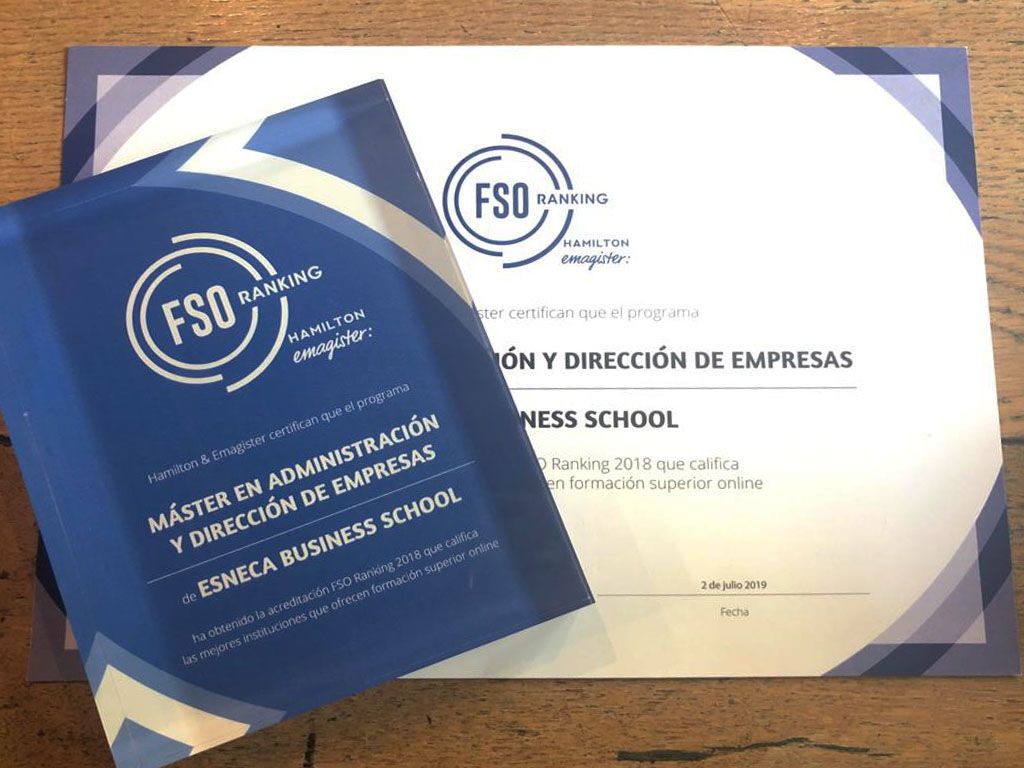 FSO RANKING
HAMILTON
emagister:
Hamilton & Emagister certifican que el programa
MÁSTER EN ADMINISTRACIÓN
Y DIRECCIÓN DE EMPRESAS
de ESNECA BUSINESS SCHOOL
ha obtenido la acreditación FSO Ranking 2018 que califica
las mejores instituciones que ofrecen formación superior online
FSO RANKING
HAMILTON
emagister:
ster certifican que el programa
IÓN Y DIRECCIÓN DE EMPRESAS
NESS SCHOOL
O Ranking 2018 que califica
en formación superior online
2 de julio 2019
Fecha